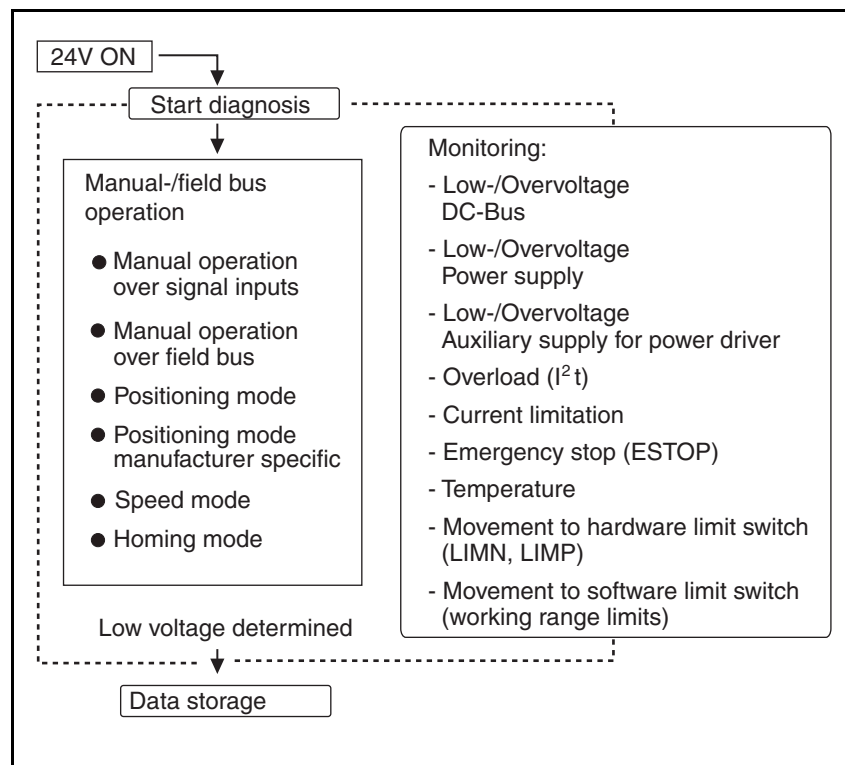 24V ON
Start diagnosis
Manual-/field bus
operation
● Manual operation
over signal inputs
● Manual operation
over field bus
● Positioning mode
● Positioning mode
manufacturer specific
● Speed mode
● Homing mode
Monitoring:
- Low-/Overvoltage
DC-Bus
- Low-/Overvoltage
Power supply
- Low-/Overvoltage
Auxiliary supply for power driver
- Overload (I² t)
- Current limitation
- Emergency stop (ESTOP)
- Temperature
- Movement to hardware limit switch
(LIMN, LIMP)
- Movement to software limit switch
(working range limits)
Low voltage determined
Data storage